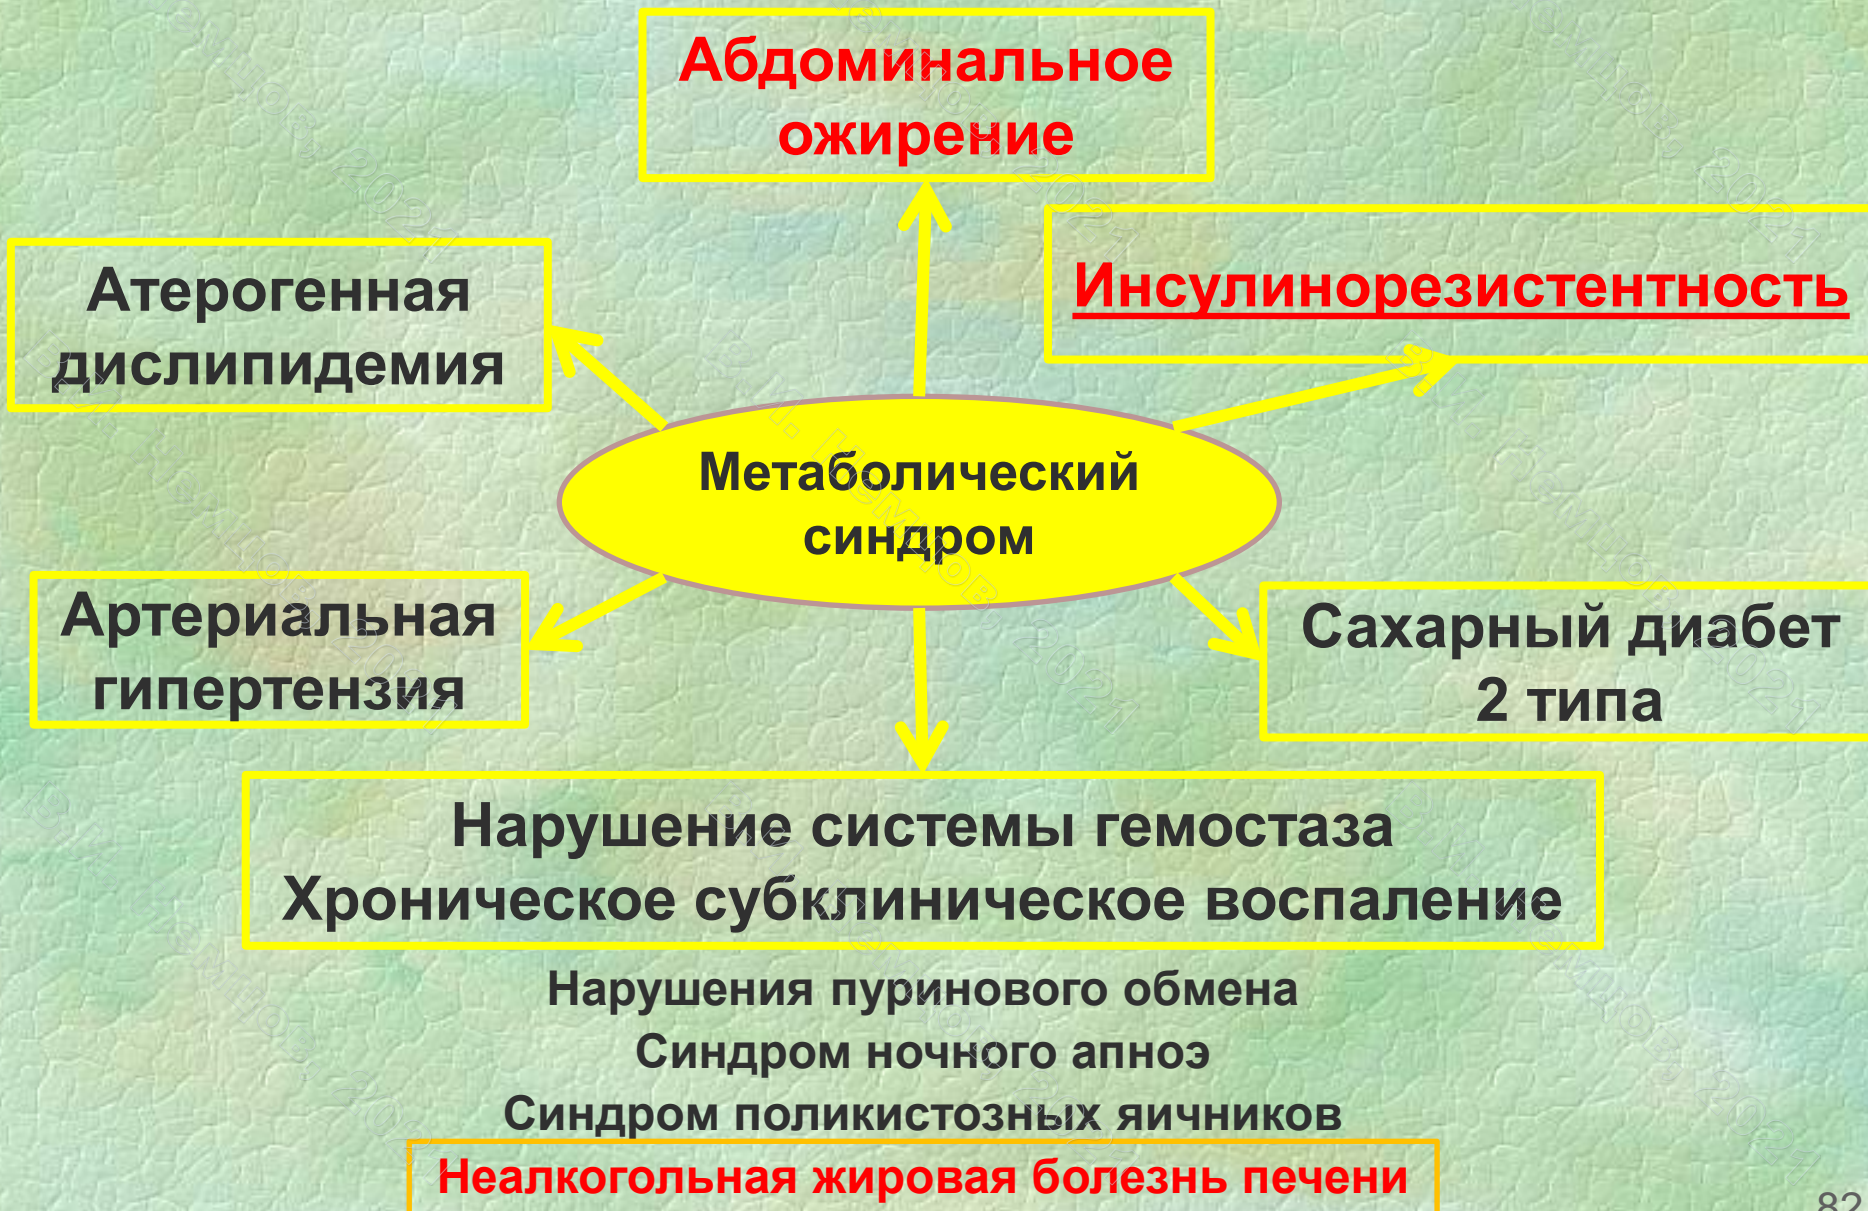 Абдоминальное
ожирение
Атерогенная
дислипидемия
Инсулинорезистентность
Метаболический
синдром
Артериальная
гипертензия
Сахарный диабет
2 типа
Нарушение системы гемостаза
Хроническое субклиническое воспаление
Нарушения пуринового обмена
Синдром ночного апноэ
Синдром поликистозных яичников
Неалкогольная жировая болезнь печени
82